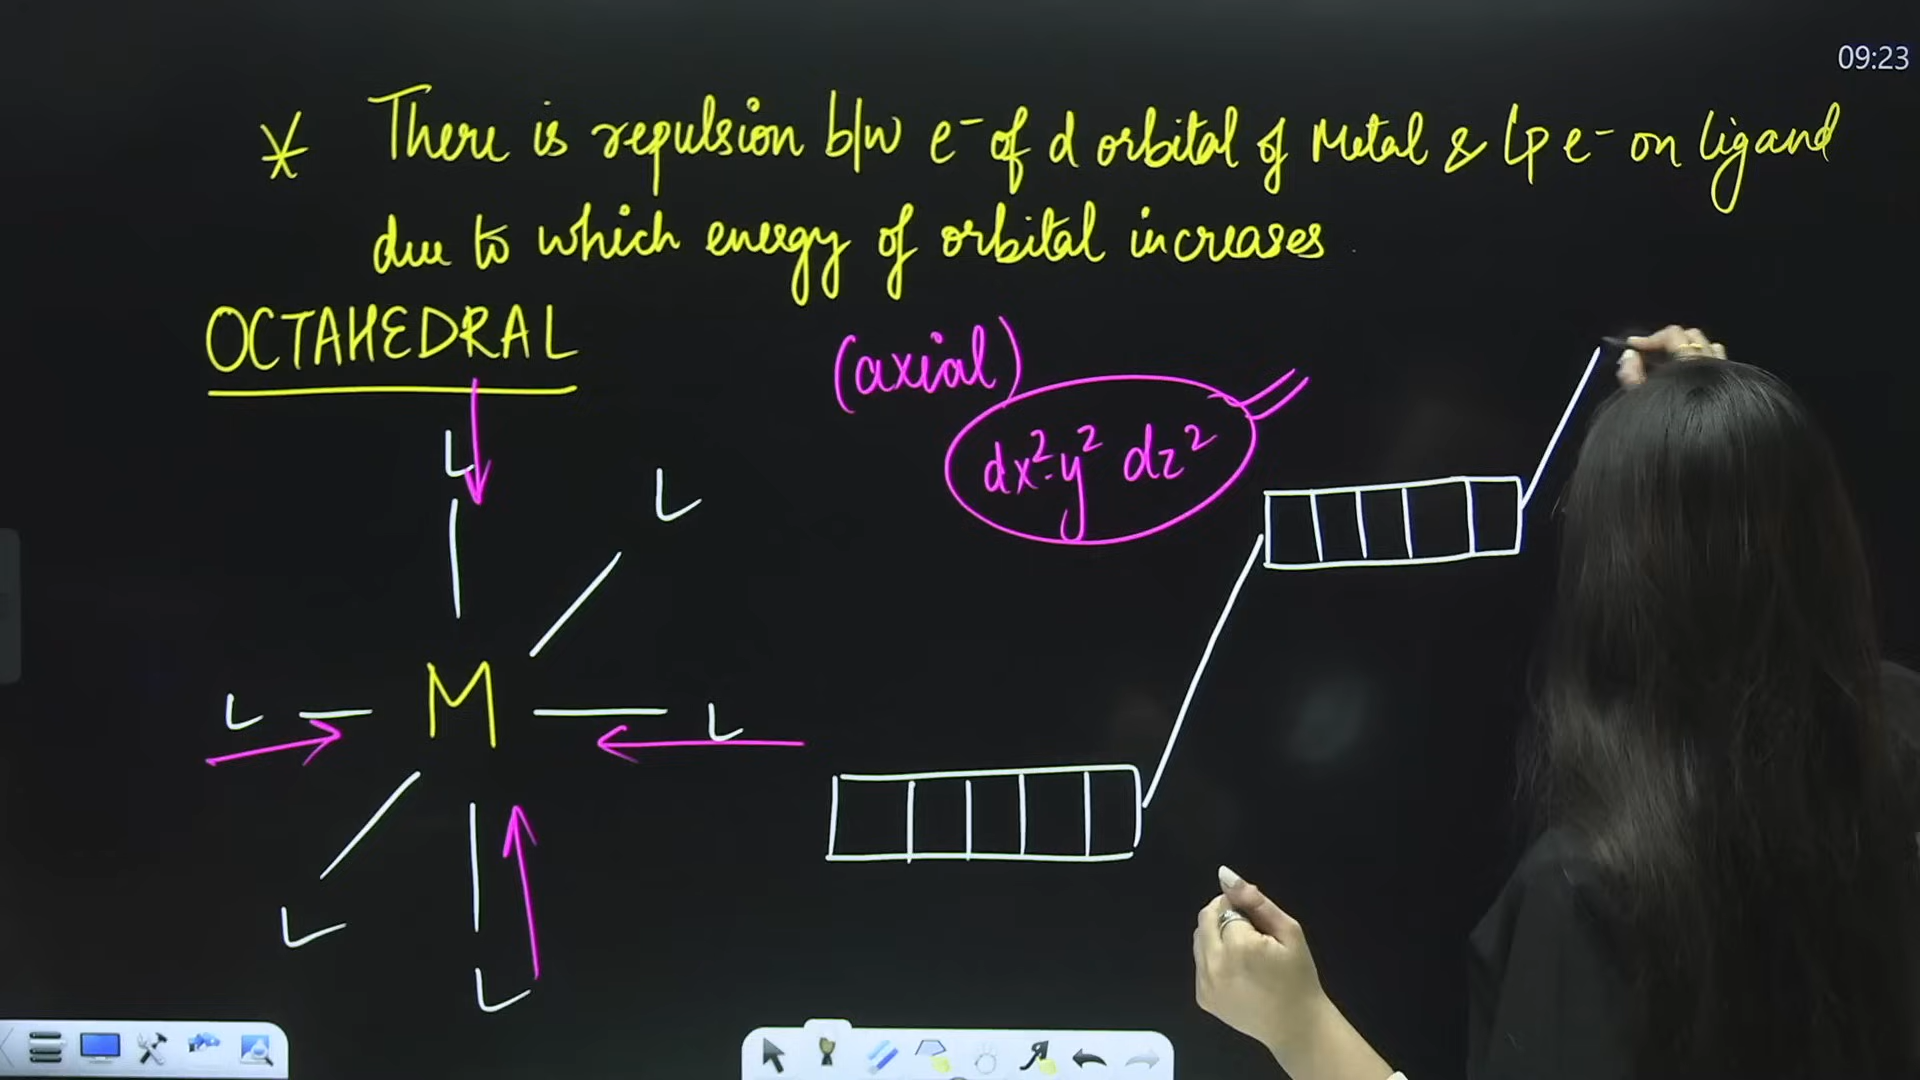 09:23
* There is repulsion b/w e⁻ of d orbital of Metal & lp e⁻ on ligand
due to which energy of orbital increases.
OCTAHEDRAL
(axial)
dx²-y² dz²
L
L
L M L
L
L